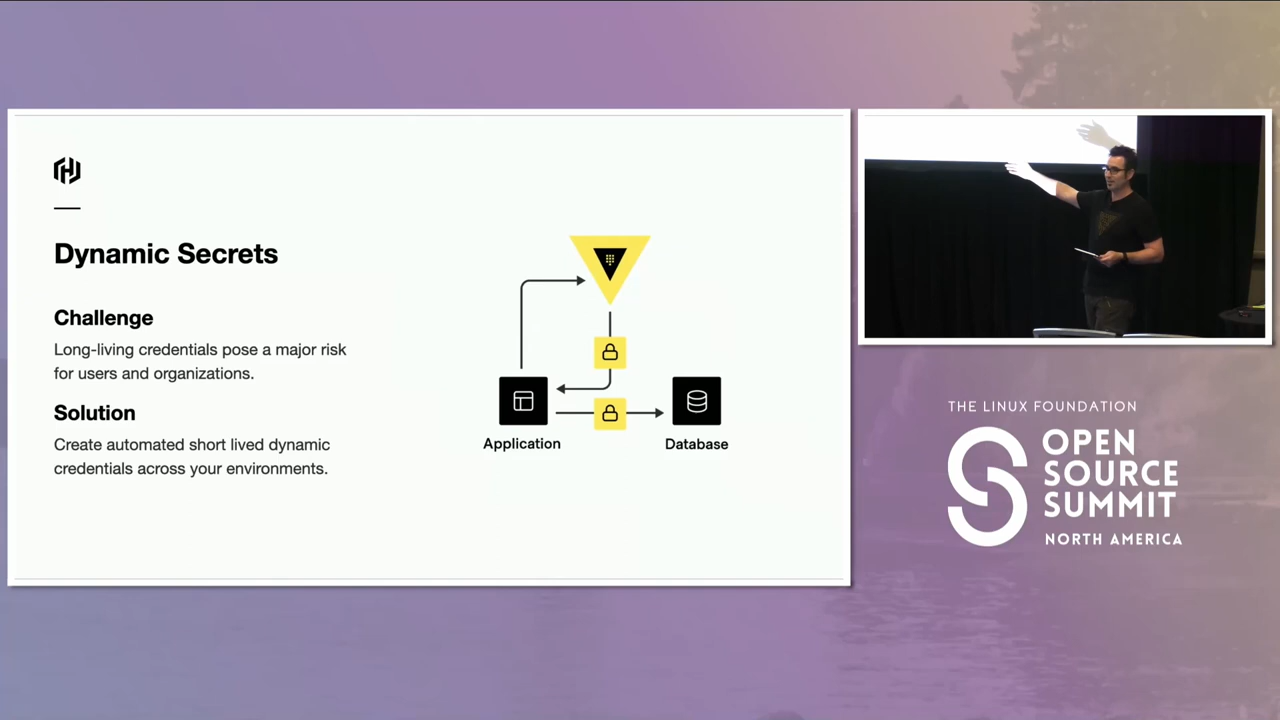 Dynamic Secrets
Challenge
Long-living credentials pose a major risk
for users and organizations.
Solution
Create automated short lived dynamic
credentials across your environments.
Application
Database
THE LINUX FOUNDATION
OPEN
SOURCE
SUMMIT
NORTH AMERICA